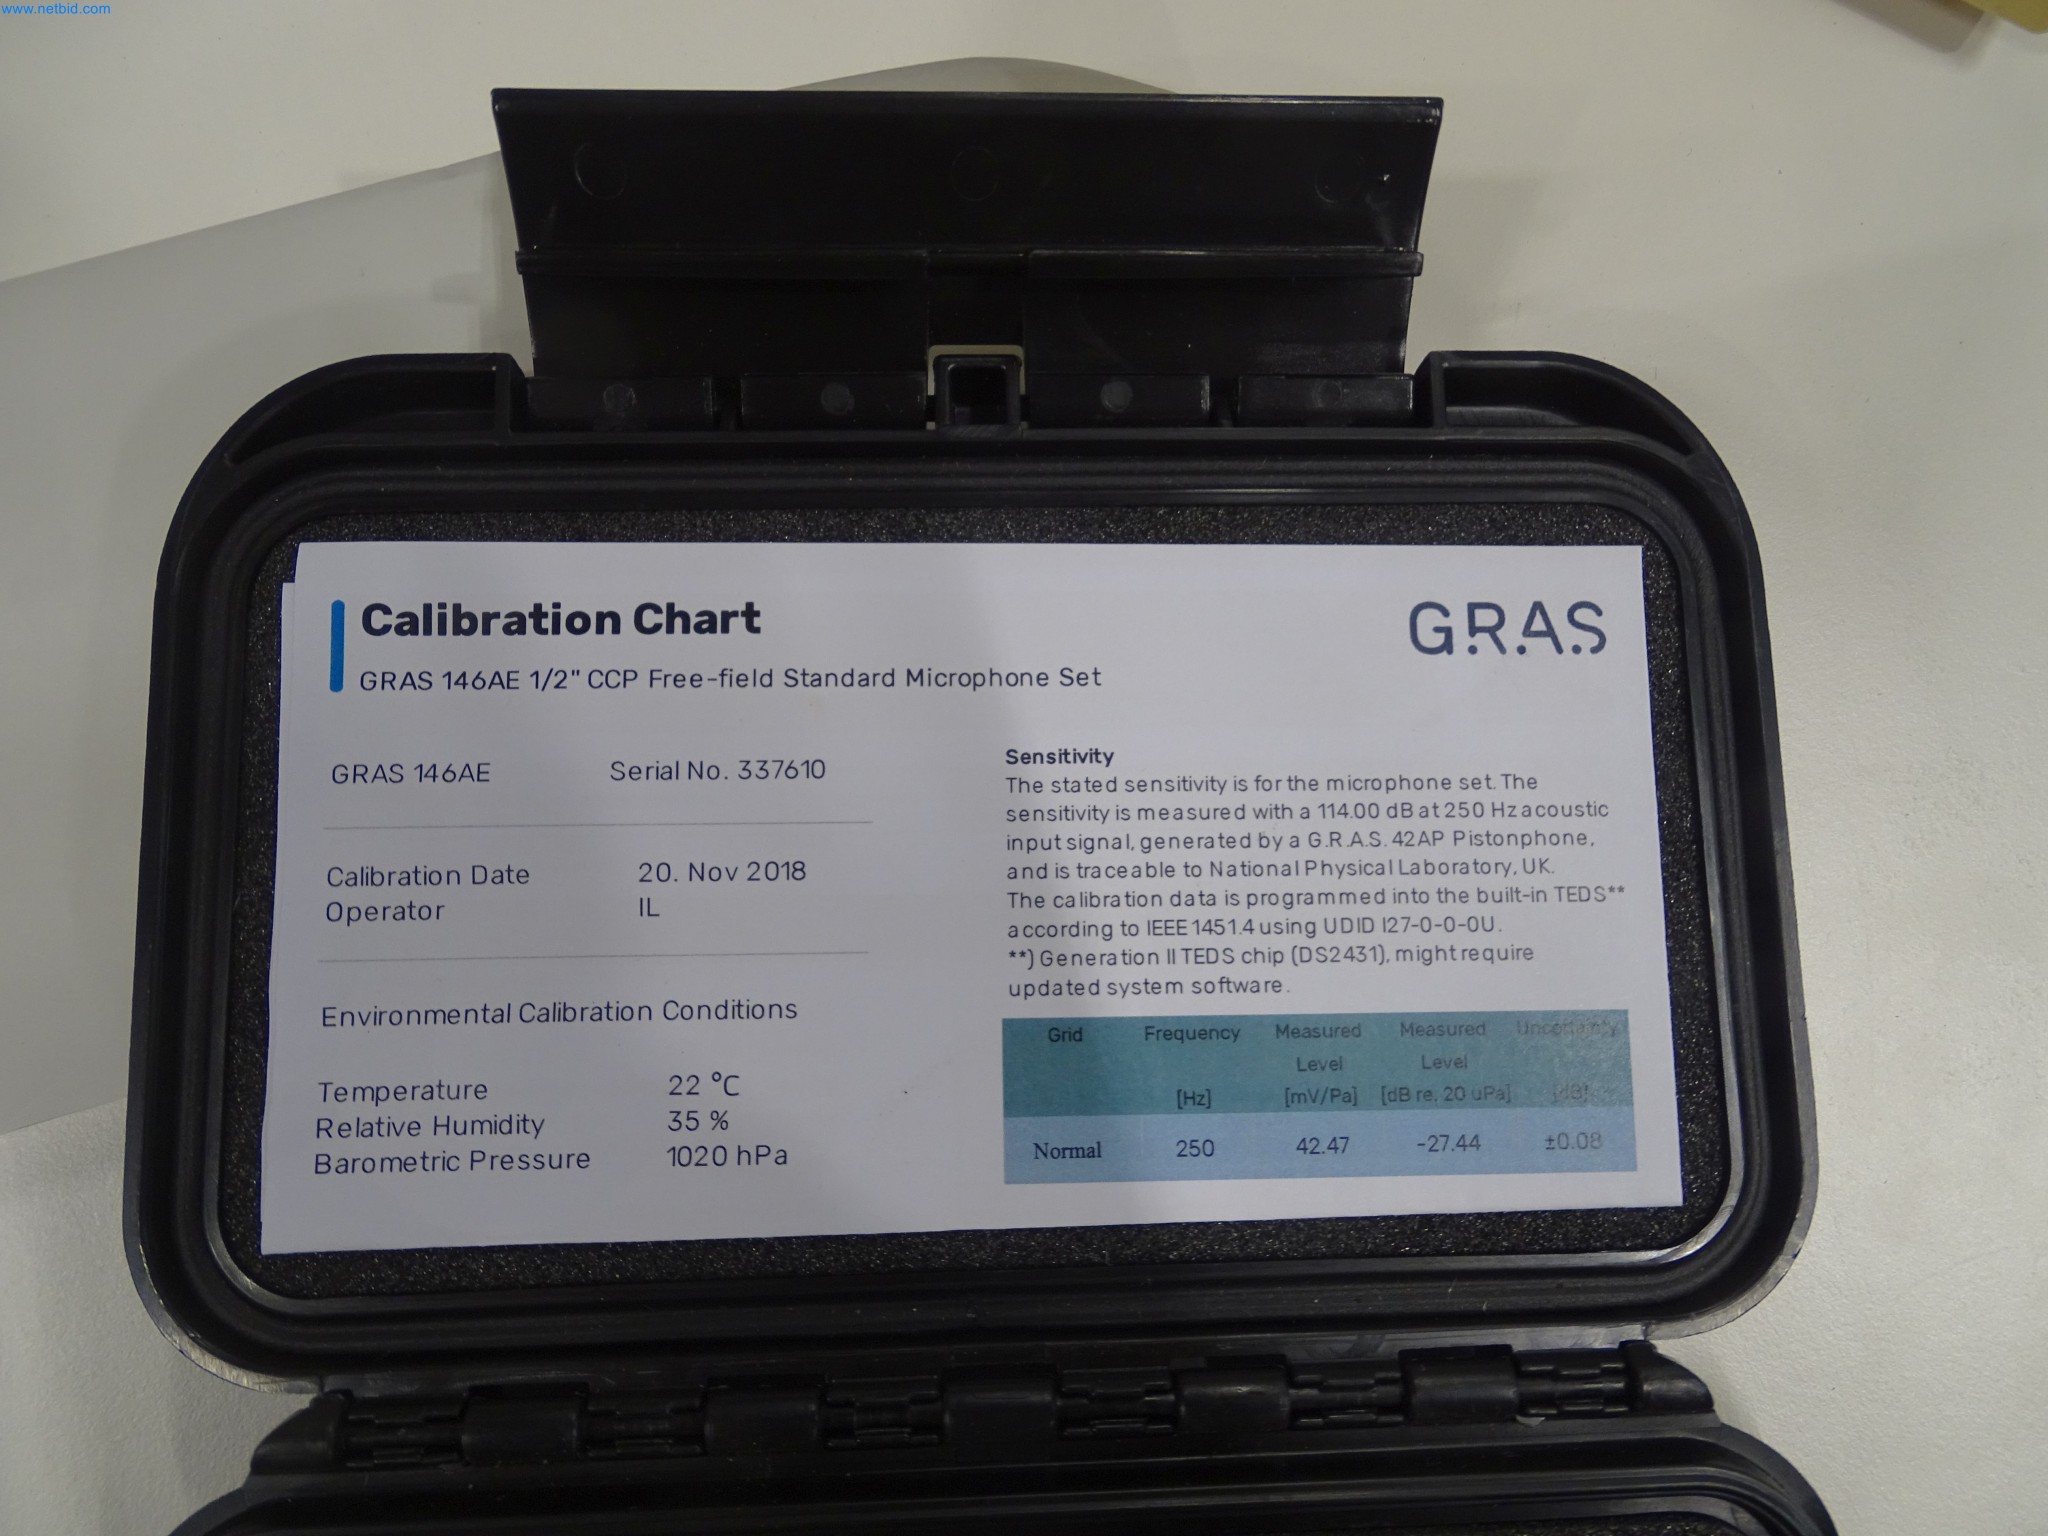 www.netbid.com
Calibration Chart
GRAS 146AE 1/2" CCP Free-field Standard Microphone Set
G.R.A.S
GRAS 146AE Serial No. 337610
Calibration Date 20. Nov 2018
Operator IL
Environmental Calibration Conditions
Temperature 22 °C
Relative Humidity 35 %
Barometric Pressure 1020 hPa
Sensitivity
The stated sensitivity is for the microphone set. The
sensitivity is measured with a 114.00 dB at 250 Hz acoustic
input signal, generated by a G.R.A.S. 42AP Pistonphone,
and is traceable to National Physical Laboratory, UK.
The calibration data is programmed into the built-in TEDS**
according to IEEE 1451.4 using UDID I27-0-0-0U.
**) Generation II TEDS chip (DS2431), might require
updated system software.
Grid Frequency Measured Measured Uncertainty
Level Level
[Hz] [mV/Pa] [dB re. 20 uPa] [dB]
Normal 250 42.47 -27.44 ±0.08